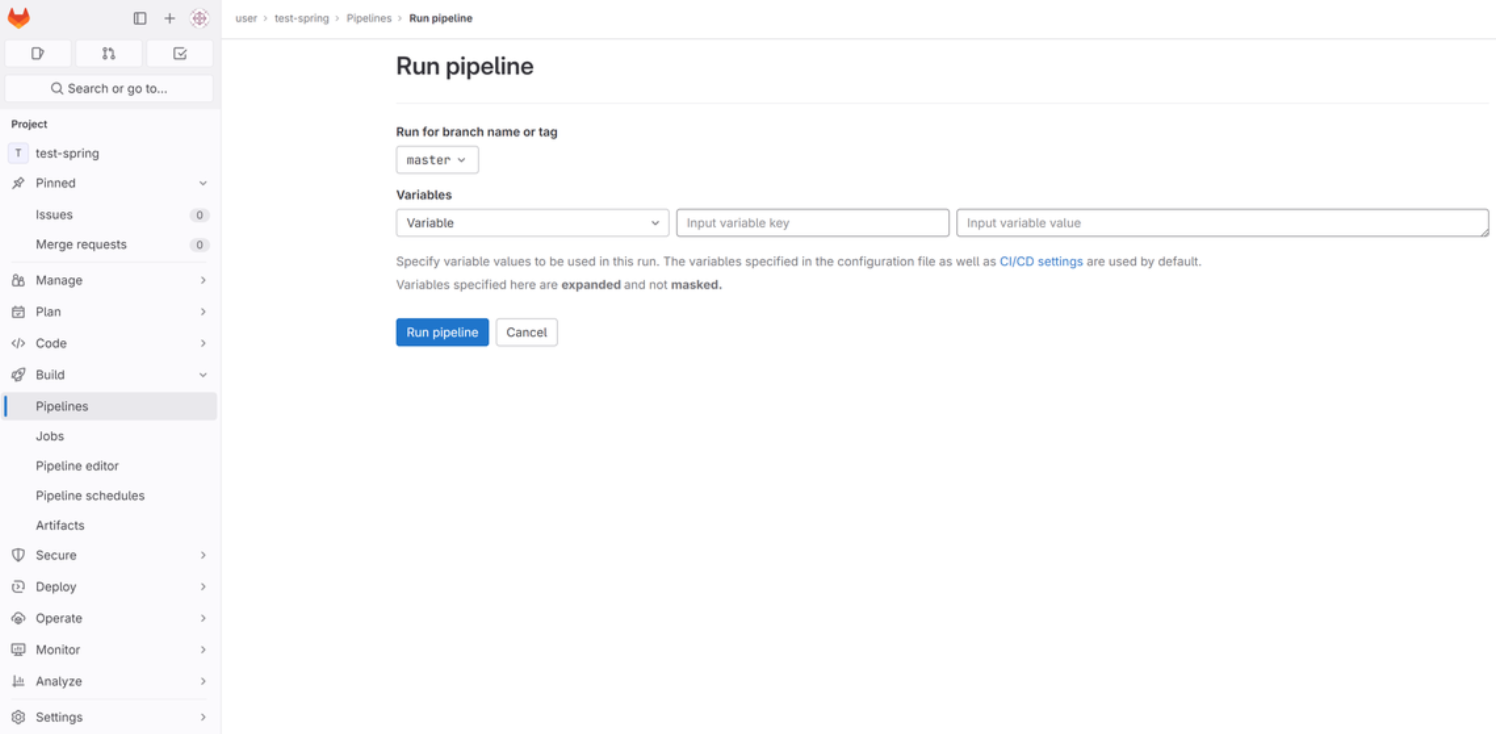 user > test-spring > Pipelines > Run pipeline
Search or go to...
Project
T test-spring
Pinned
Issues 0
Merge requests 0
Manage
Plan
Code
Build
Pipelines
Jobs
Pipeline editor
Pipeline schedules
Artifacts
Secure
Deploy
Operate
Monitor
Analyze
Settings
Run pipeline
Run for branch name or tag
master
Variables
Variable Input variable key Input variable value
Specify variable values to be used in this run. The variables specified in the configuration file as well as CI/CD settings are used by default.
Variables specified here are expanded and not masked.
Run pipeline Cancel